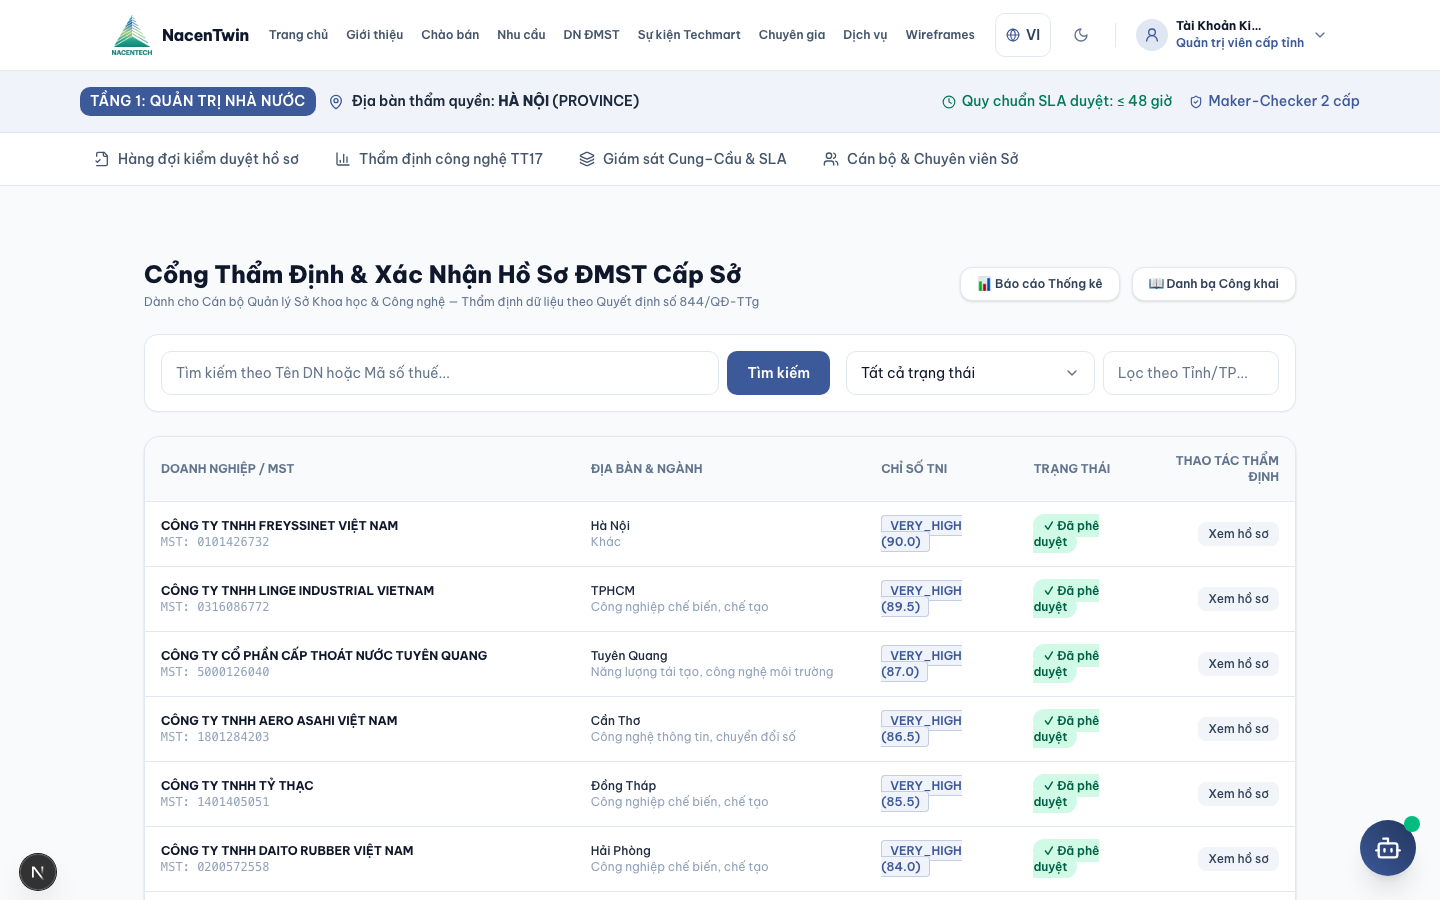 NACENTECH
NacenTwin
Trang chủ
Giới thiệu
Chào bán
Nhu cầu
DN ĐMST
Sự kiện Techmart
Chuyên gia
Dịch vụ
Wireframes
VI
Tài Khoản Ki...
Quản trị viên cấp tỉnh
TẦNG 1: QUẢN TRỊ NHÀ NƯỚC
Địa bàn thẩm quyền: HÀ NỘI (PROVINCE)
Quy chuẩn SLA duyệt: ≤ 48 giờ
Maker-Checker 2 cấp
Hàng đợi kiểm duyệt hồ sơ
Thẩm định công nghệ TT17
Giám sát Cung-Cầu & SLA
Cán bộ & Chuyên viên Sở
Cổng Thẩm Định & Xác Nhận Hồ Sơ ĐMST Cấp Sở
Dành cho Cán bộ Quản lý Sở Khoa học & Công nghệ — Thẩm định dữ liệu theo Quyết định số 844/QĐ-TTg
📊 Báo cáo Thống kê
📖 Danh bạ Công khai
Tìm kiếm theo Tên DN hoặc Mã số thuế...
Tìm kiếm
Tất cả trạng thái
Lọc theo Tỉnh/TP...
DOANH NGHIỆP / MST
ĐỊA BÀN & NGÀNH
CHỈ SỐ TNI
TRẠNG THÁI
THAO TÁC THẨM
ĐỊNH
CÔNG TY TNHH FREYSSINET VIỆT NAM
MST: 0101426732
Hà Nội
Khác
VERY_HIGH
(90.0)
✓ Đã phê
duyệt
Xem hồ sơ
CÔNG TY TNHH LINGE INDUSTRIAL VIETNAM
MST: 0316086772
TPHCM
Công nghiệp chế biến, chế tạo
VERY_HIGH
(89.5)
✓ Đã phê
duyệt
Xem hồ sơ
CÔNG TY CỔ PHẦN CẤP THOÁT NƯỚC TUYÊN QUANG
MST: 5000126040
Tuyên Quang
Năng lượng tái tạo, công nghệ môi trường
VERY_HIGH
(87.0)
✓ Đã phê
duyệt
Xem hồ sơ
CÔNG TY TNHH AERO ASAHI VIỆT NAM
MST: 1801284203
Cần Thơ
Công nghệ thông tin, chuyển đổi số
VERY_HIGH
(86.5)
✓ Đã phê
duyệt
Xem hồ sơ
CÔNG TY TNHH TỶ THẠC
MST: 1401405051
Đồng Tháp
Công nghiệp chế biến, chế tạo
VERY_HIGH
(85.5)
✓ Đã phê
duyệt
Xem hồ sơ
CÔNG TY TNHH DAITO RUBBER VIỆT NAM
MST: 0200572558
Hải Phòng
Công nghiệp chế biến, chế tạo
VERY_HIGH
(84.0)
✓ Đã phê
duyệt
Xem hồ sơ